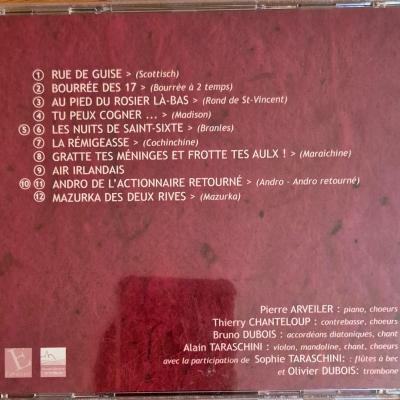 ① RUE DE GUISE > (Scottisch)
② BOURRÉE DES 17 > (Bourrée à 2 temps)
③ AU PIED DU ROSIER LÀ-BAS > (Rond de St-Vincent)
④ TU PEUX COGNER ... > (Madison)
⑤ ⑥ LES NUITS DE SAINT-SIXTE > (Branles)
⑦ LA RÉMIGEASSE > (Cochinchine)
⑧ GRATTE TES MÉNINGES ET FROTTE TES AULX ! > (Maraîchine)
⑨ AIR IRLANDAIS
⑩ ⑪ ANDRO DE L'ACTIONNAIRE RETOURNÉ > (Andro - Andro retourné)
⑫ MAZURKA DES DEUX RIVES > (Mazurka)
Pierre ARVEILER : piano, choeurs
Thierry CHANTELOUP : contrebasse, choeurs
Bruno DUBOIS : accordéons diatoniques, chant
Alain TARASCHINI : violon, mandoline, chant, choeurs
avec la participation de Sophie TARASCHINI: : flûtes à bec
et Olivier DUBOIS: trombone